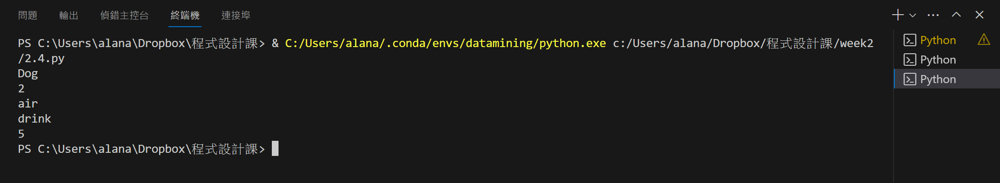 問題 輸出 偵錯主控台 終端機 連接埠
PS C:\Users\alana\Dropbox\程式設計課> & C:/Users/alana/.conda/envs/datamining/python.exe c:/Users/alana/Dropbox/程式設計課/week2
/2.4.py
Dog
2
air
drink
5
PS C:\Users\alana\Dropbox\程式設計課>
Python
Python
Python